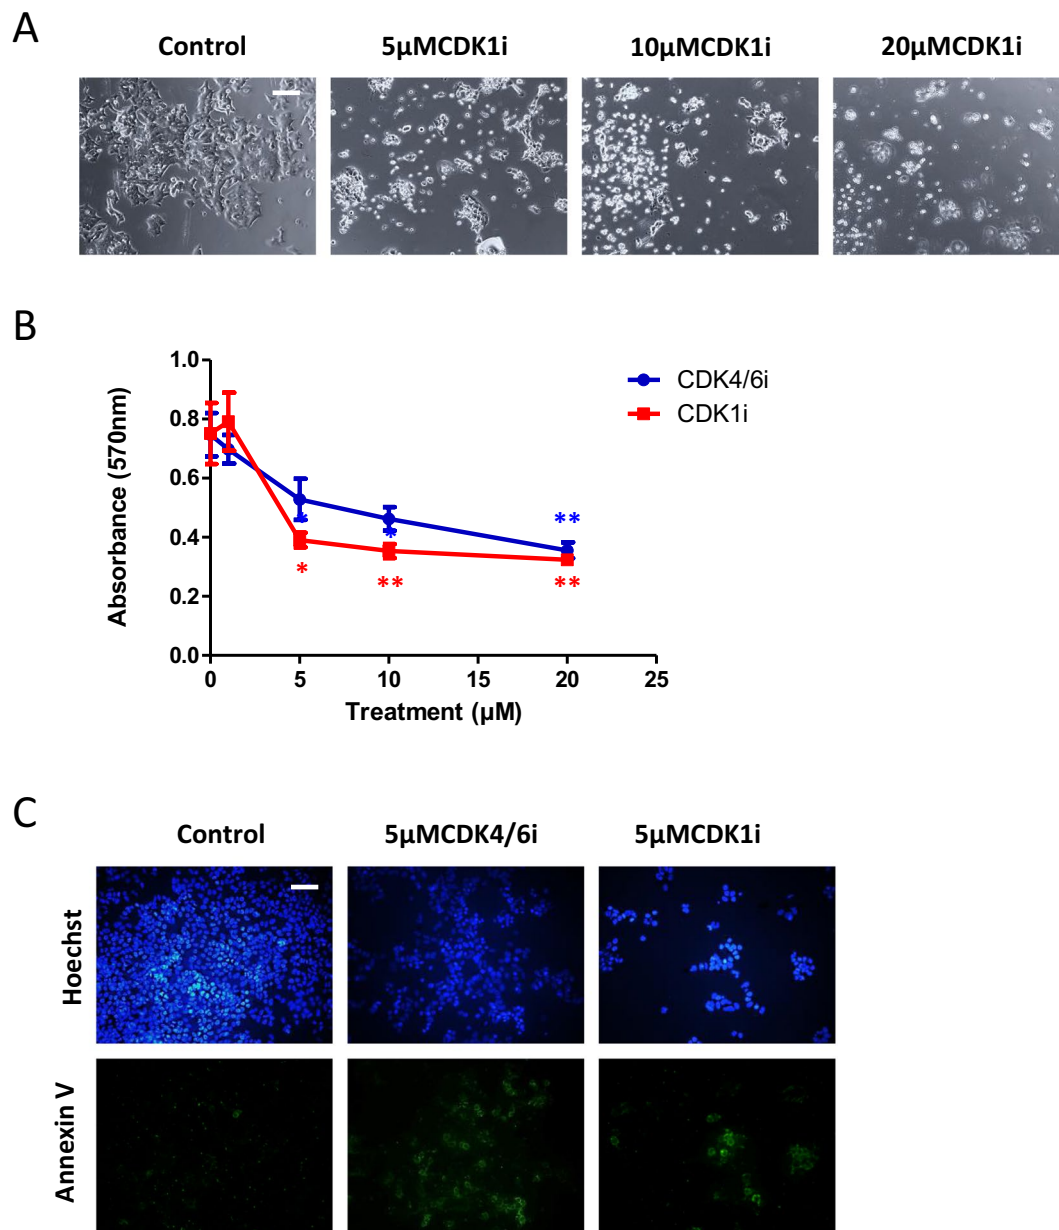 A
Control 5µMCDK1i 10µMCDK1i 20µMCDK1i
B
1.0
0.8
0.6
0.4
0.2
0.0
Absorbance (570nm)
CDK4/6i
CDK1i
* * **
* ** **
0 5 10 15 20 25
Treatment (µM)
C
Control 5µMCDK4/6i 5µMCDK1i
Hoechst
Annexin V